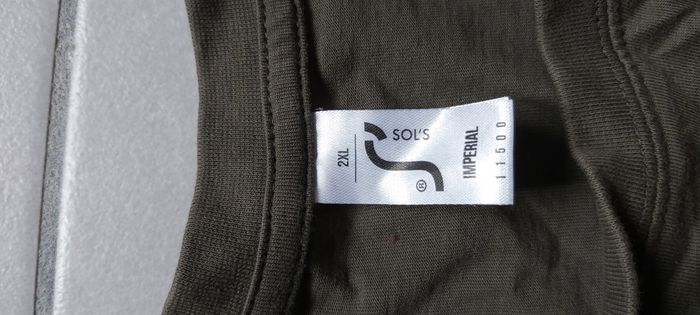 2XL
SOL'S
®
IMPERIAL
11500